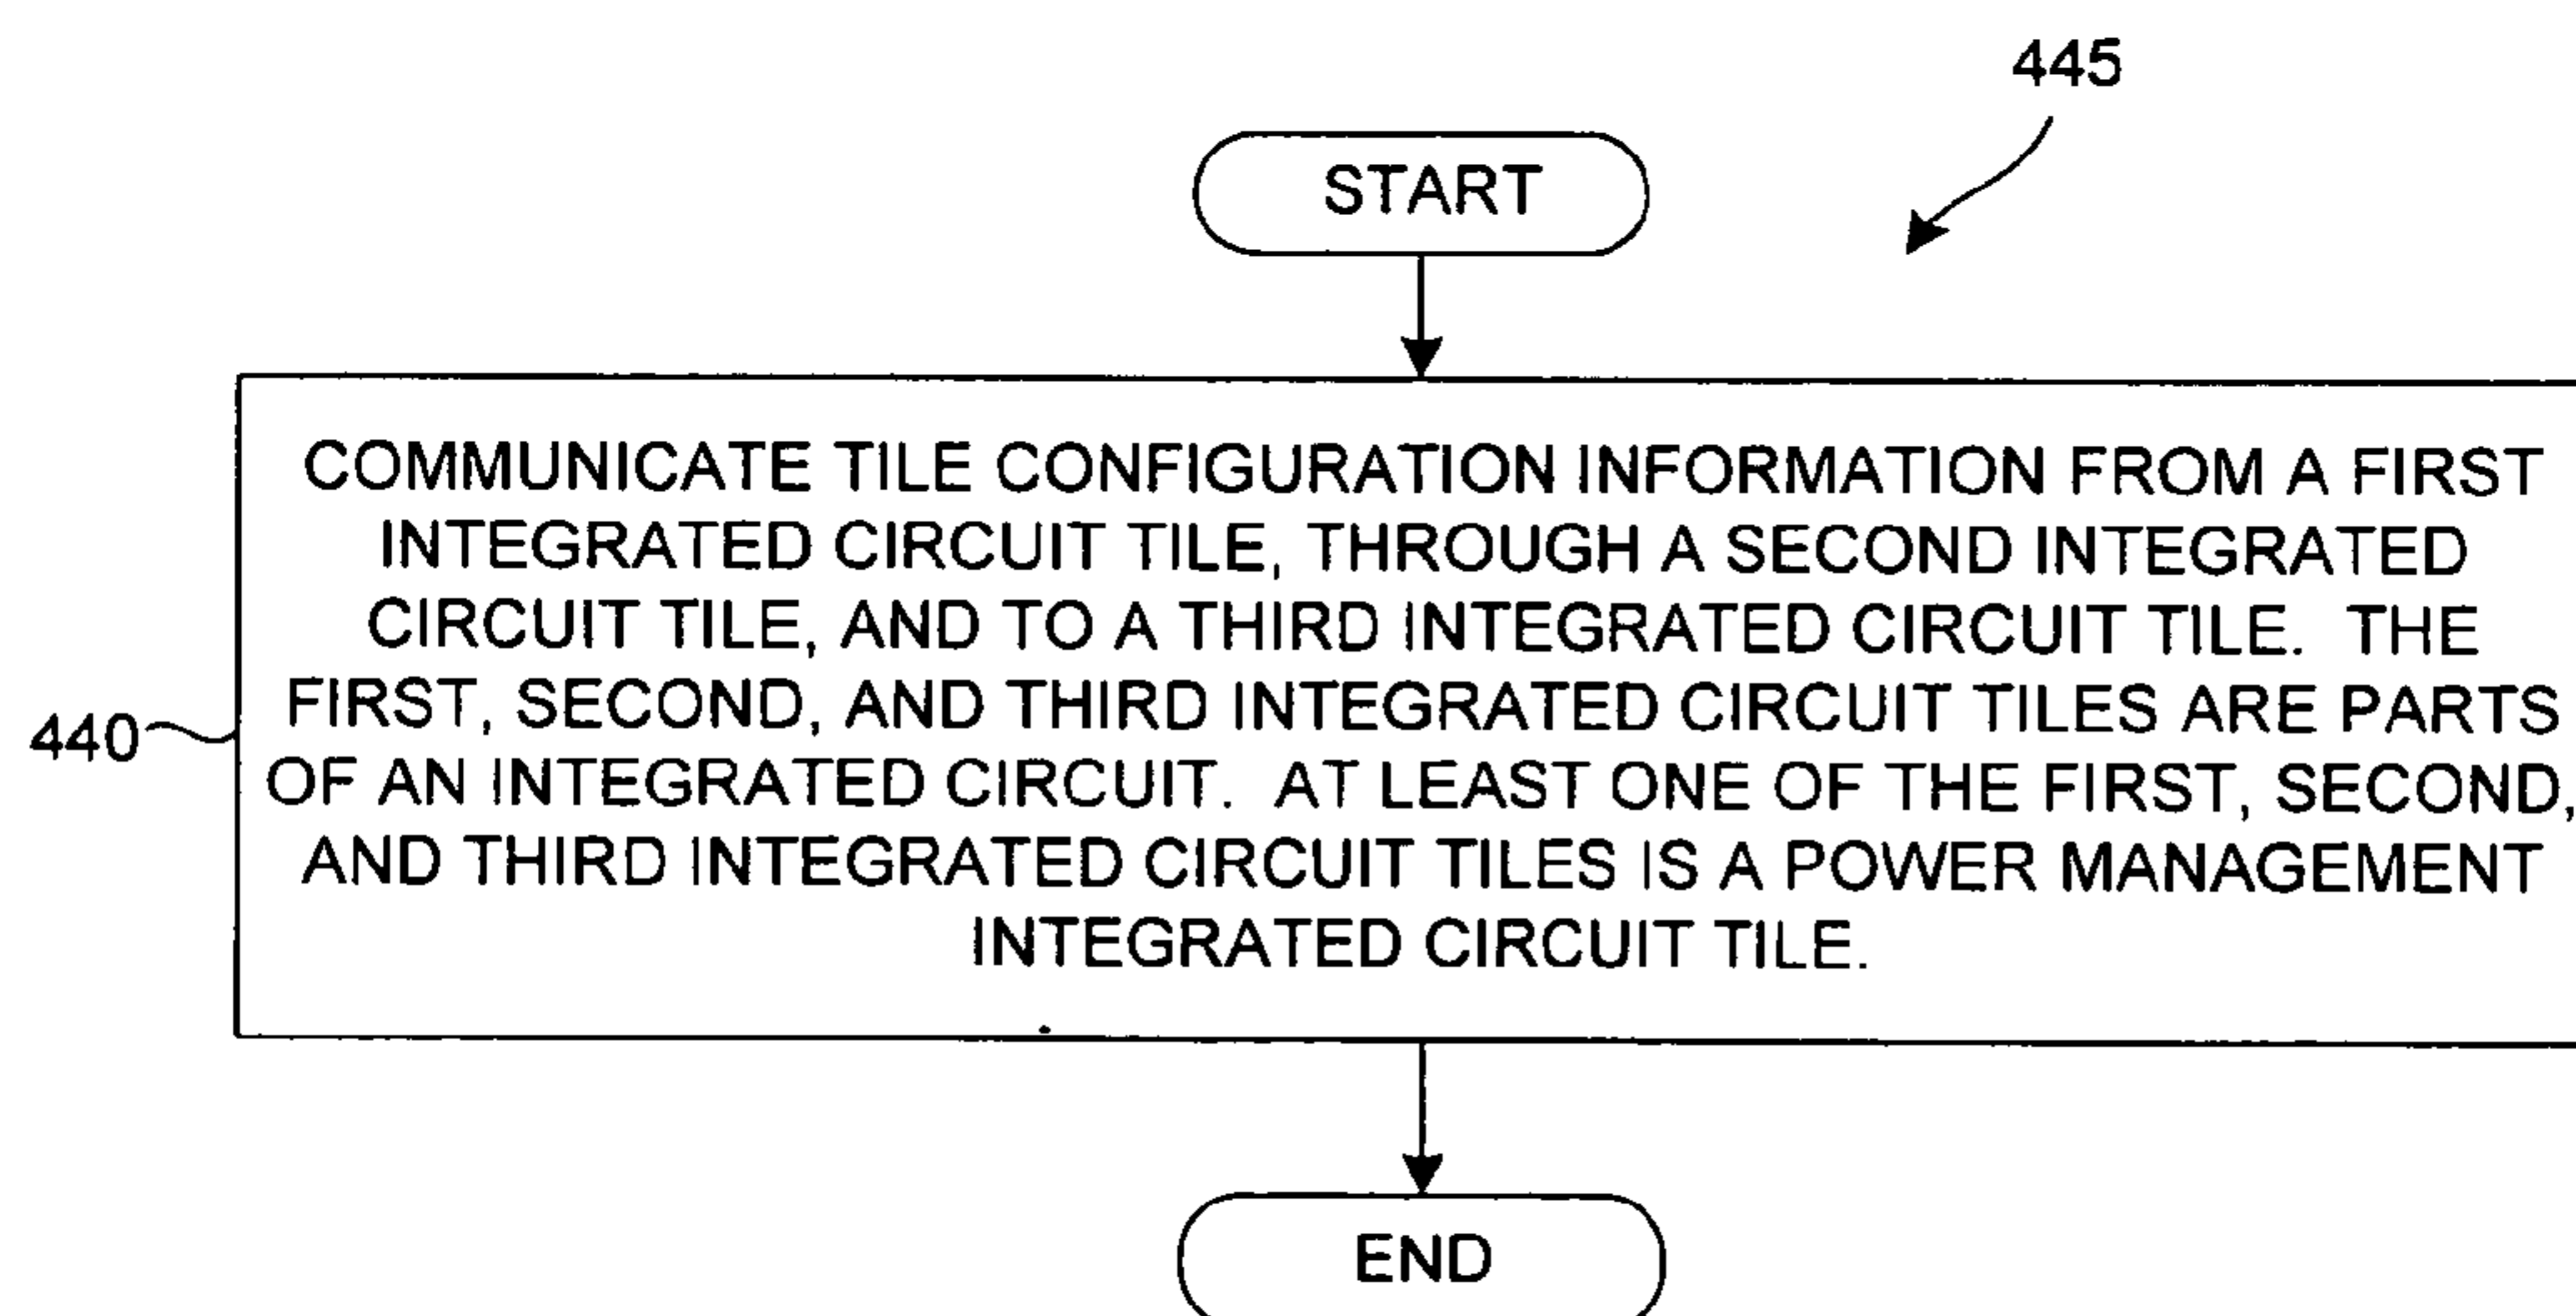 445
START
COMMUNICATE TILE CONFIGURATION INFORMATION FROM A FIRST
INTEGRATED CIRCUIT TILE, THROUGH A SECOND INTEGRATED
CIRCUIT TILE, AND TO A THIRD INTEGRATED CIRCUIT TILE. THE
FIRST, SECOND, AND THIRD INTEGRATED CIRCUIT TILES ARE PARTS
440
OF AN INTEGRATED CIRCUIT. AT LEAST ONE OF THE FIRST, SECOND,
AND THIRD INTEGRATED CIRCUIT TILES IS A POWER MANAGEMENT
INTEGRATED CIRCUIT TILE.
END